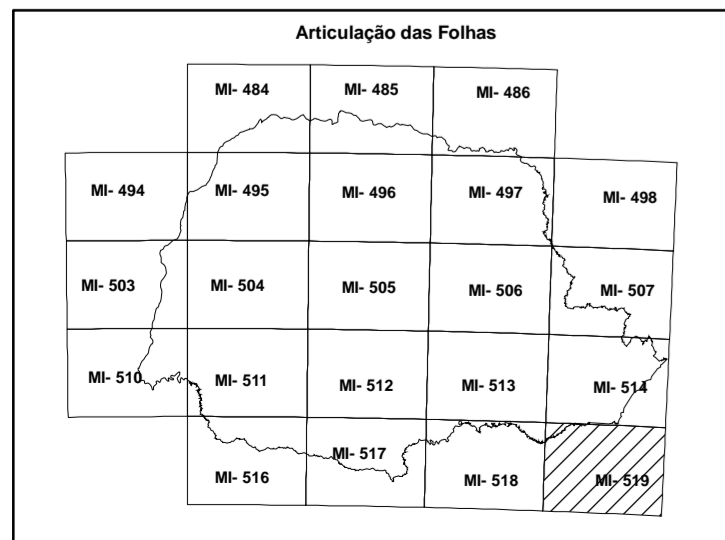 Articulação das Folhas
MI- 484 MI- 485 MI- 486
MI- 494 MI- 495 MI- 496 MI- 497 MI- 498
MI- 503 MI- 504 MI- 505 MI- 506 MI- 507
MI- 510 MI- 511 MI- 512 MI- 513 MI- 514
MI- 516 MI- 517 MI- 518 MI- 519